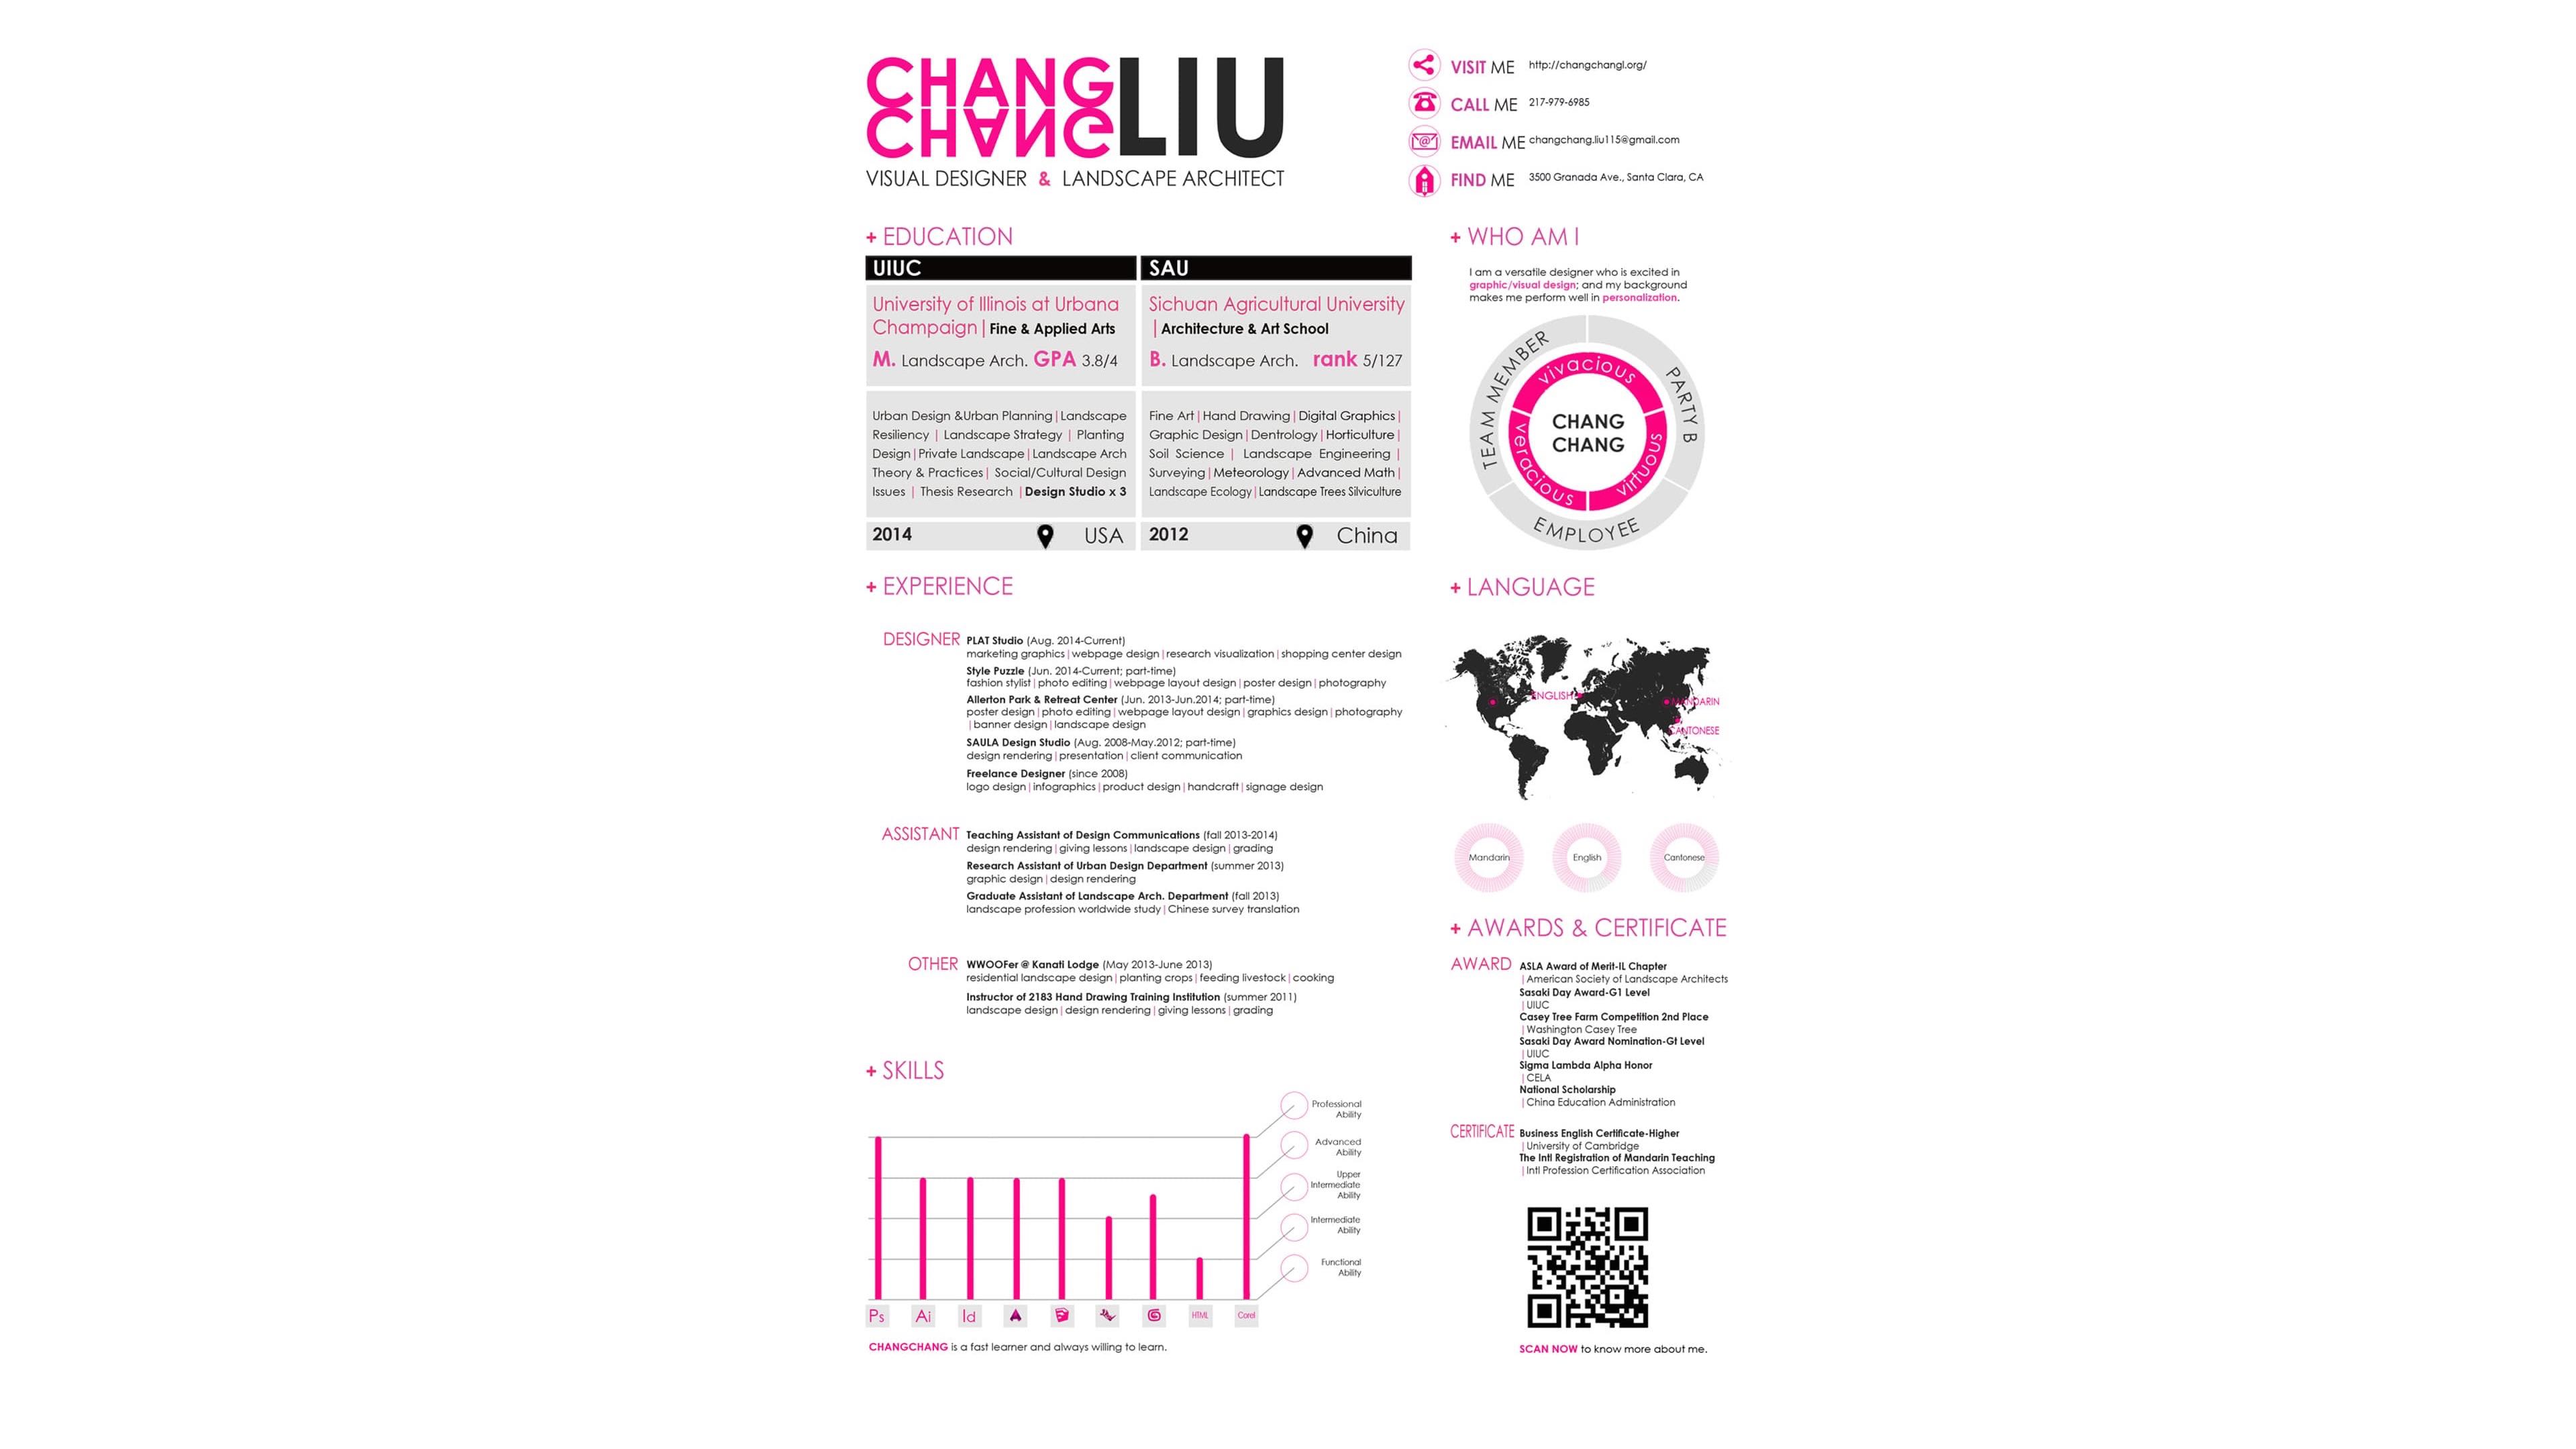 CHANG LIU
CHANG
VISUAL DESIGNER & LANDSCAPE ARCHITECT
VISIT ME http://changchangl.org/
CALL ME 217-979-6985
EMAIL ME changchang.liu115@gmail.com
FIND ME 3500 Granada Ave., Santa Clara, CA
+ EDUCATION
UIUC
University of Illinois at Urbana
Champaign | Fine & Applied Arts
M. Landscape Arch. GPA 3.8/4
Urban Design &Urban Planning | Landscape
Resiliency | Landscape Strategy | Planting
Design | Private Landscape | Landscape Arch
Theory & Practices | Social/Cultural Design
Issues | Thesis Research | Design Studio x 3
2014 USA
SAU
Sichuan Agricultural University
| Architecture & Art School
B. Landscape Arch. rank 5/127
Fine Art | Hand Drawing | Digital Graphics |
Graphic Design | Dentrology | Horticulture |
Soil Science | Landscape Engineering |
Surveying | Meteorology | Advanced Math |
Landscape Ecology | Landscape Trees Silviculture
2012 China
+ WHO AM I
I am a versatile designer who is excited in
graphic/visual design; and my background
makes me perform well in personalization.
TEAM MEMBER
PARTY B
EMPLOYEE
vivacious
veracious
virtuous
CHANG
CHANG
+ EXPERIENCE
DESIGNER
PLAT Studio (Aug. 2014-Current)
marketing graphics | webpage design | research visualization | shopping center design
Style Puzzle (Jun. 2014-Current; part-time)
fashion stylist | photo editing | webpage layout design | poster design | photography
Allerton Park & Retreat Center (Jun. 2013-Jun.2014; part-time)
poster design | photo editing | webpage layout design | graphics design | photography
| banner design | landscape design
SAULA Design Studio (Aug. 2008-May.2012; part-time)
design rendering | presentation | client communication
Freelance Designer (since 2008)
logo design | infographics | product design | handcraft | signage design
ASSISTANT
Teaching Assistant of Design Communications (fall 2013-2014)
design rendering | giving lessons | landscape design | grading
Research Assistant of Urban Design Department (summer 2013)
graphic design | design rendering
Graduate Assistant of Landscape Arch. Department (fall 2013)
landscape profession worldwide study | Chinese survey translation
OTHER
WWOOFer @ Kanati Lodge (May 2013-June 2013)
residential landscape design | planting crops | feeding livestock | cooking
Instructor of 2183 Hand Drawing Training Institution (summer 2011)
landscape design | design rendering | giving lessons | grading
+ LANGUAGE
ENGLISH
MANDARIN
CANTONESE
Mandarin
English
Cantonese
+ AWARDS & CERTIFICATE
AWARD
ASLA Award of Merit-IL Chapter
| American Society of Landscape Architects
Sasaki Day Award-G1 Level
| UIUC
Casey Tree Farm Competition 2nd Place
| Washington Casey Tree
Sasaki Day Award Nomination-Gt Level
| UIUC
Sigma Lambda Alpha Honor
| CELA
National Scholarship
| China Education Administration
CERTIFICATE
Business English Certificate-Higher
| University of Cambridge
The Intl Registration of Mandarin Teaching
| Intl Profession Certification Association
+ SKILLS
Professional
Ability
Advanced
Ability
Upper
Intermediate
Ability
Intermediate
Ability
Functional
Ability
Ps
Ai
Id
HTML
Corel
CHANGCHANG is a fast learner and always willing to learn.
SCAN NOW to know more about me.